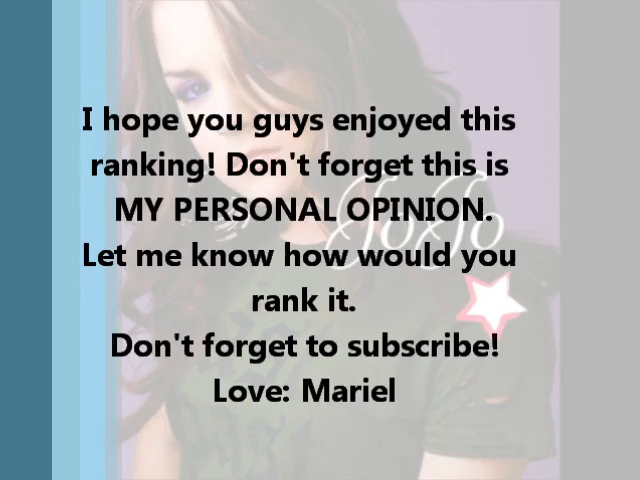 I hope you guys enjoyed this
ranking! Don't forget this is
MY PERSONAL OPINION.
JoJo
Let me know how would you
rank it.
Don't forget to subscribe!
Love: Mariel